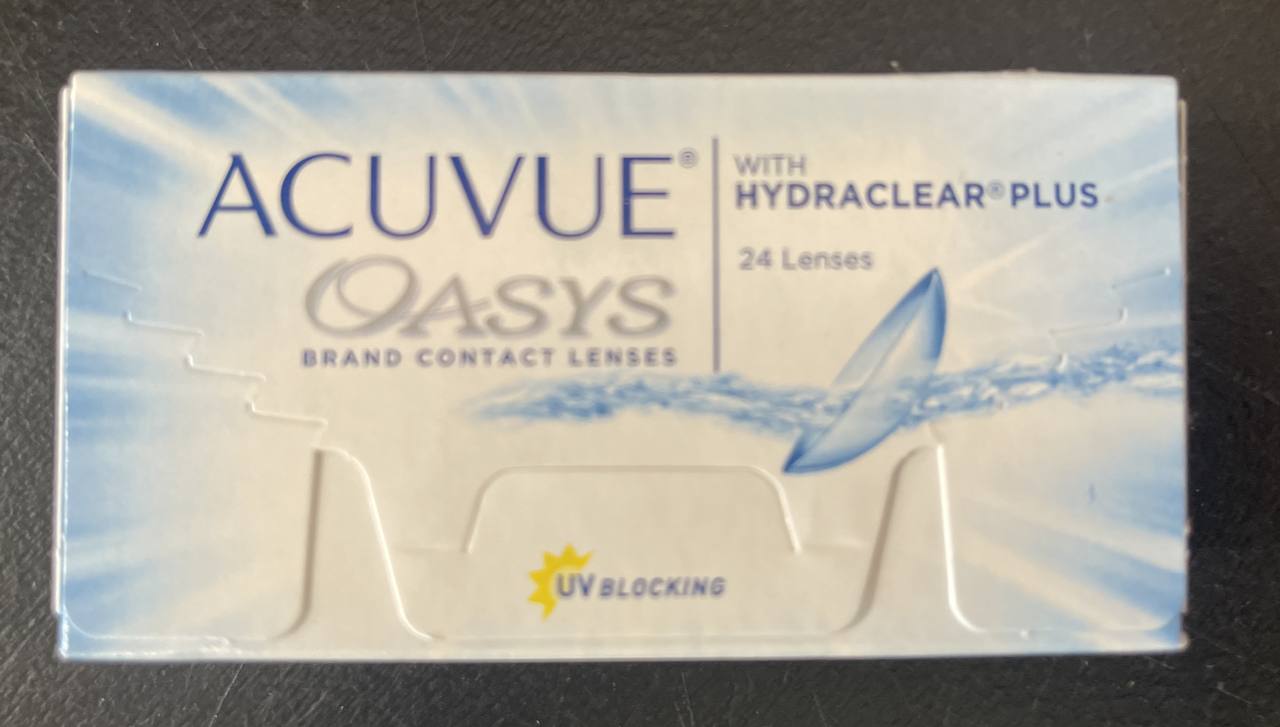 ACUVUE®
OASYS
BRAND CONTACT LENSES
WITH
HYDRACLEAR® PLUS
24 Lenses
UV BLOCKING